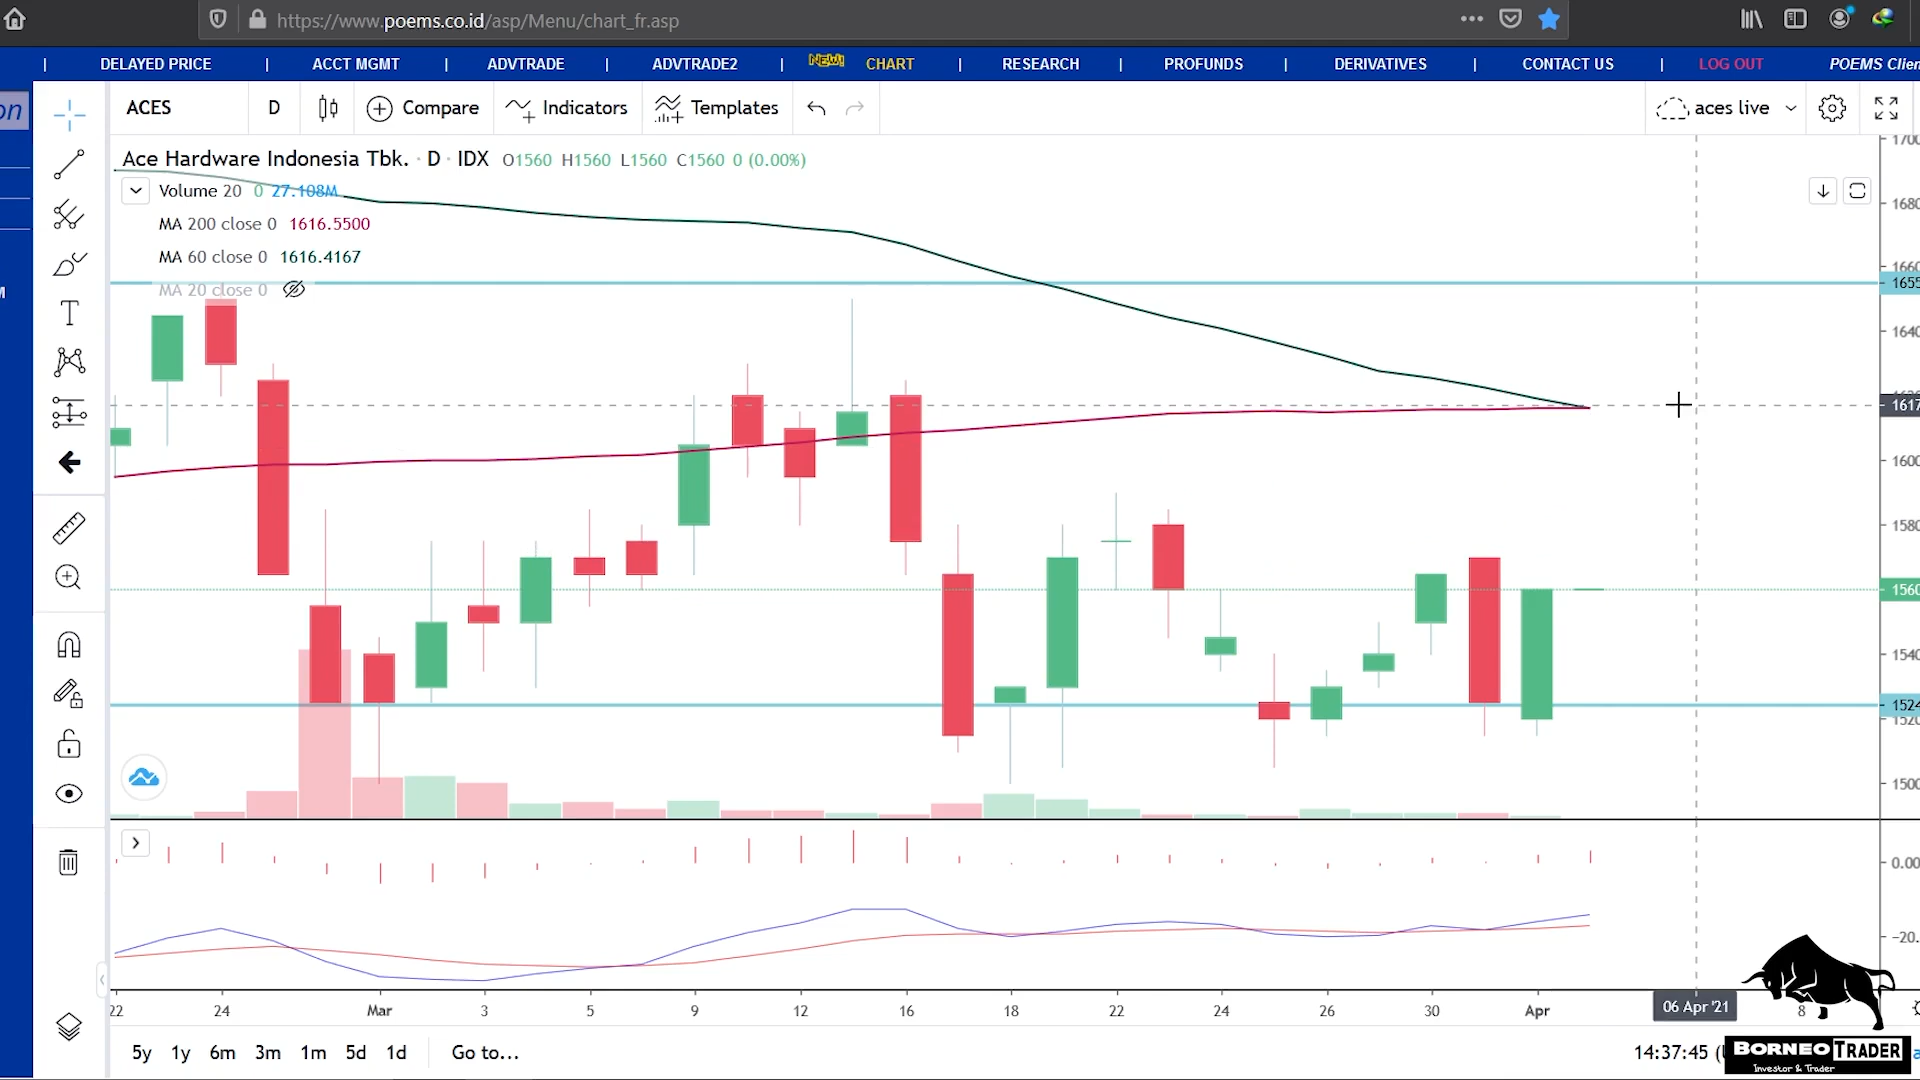 https://www.poems.co.id/asp/Menu/chart_fr.asp
| DELAYED PRICE | ACCT MGMT | ADVTRADE | ADVTRADE2 | NEW! CHART | RESEARCH | PROFUNDS | DERIVATIVES | CONTACT US | LOG OUT POEMS Clien
on ACES D Compare Indicators Templates aces live
Ace Hardware Indonesia Tbk. · D · IDX O1560 H1560 L1560 C1560 0 (0.00%)
Volume 20 0 27.108M
MA 200 close 0 1616.5500
MA 60 close 0 1616.4167
MA 20 close 0
1700
1680
1660
1655
1640
1617
1600
1580
1560
1540
1524
1520
1500
0.00
-20.
22 24 Mar 3 5 9 12 16 18 22 24 26 30 Apr 06 Apr '21 8
5y 1y 6m 3m 1m 5d 1d Go to... 14:37:45 (
BORNEO TRADER
Investor & Trader